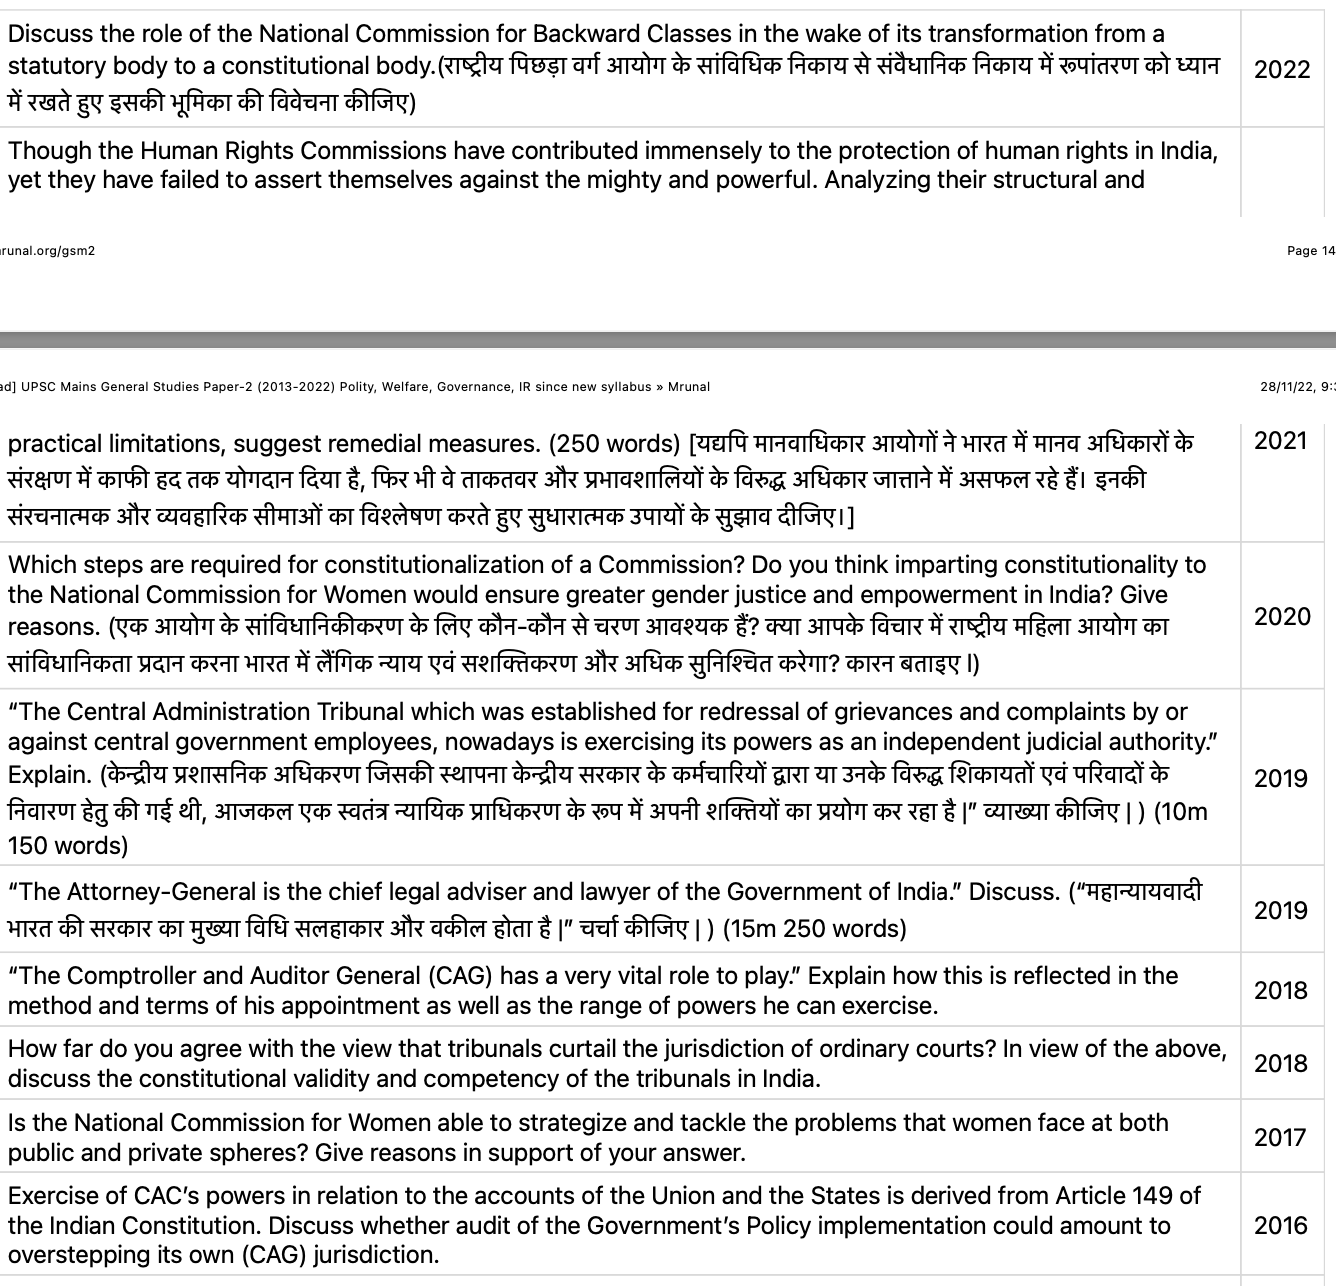 Discuss the role of the National Commission for Backward Classes in the wake of its transformation from a
statutory body to a constitutional body.(राष्ट्रीय पिछड़ा वर्ग आयोग के सांविधिक निकाय से संवैधानिक निकाय में रूपांतरण को ध्यान
में रखते हुए इसकी भूमिका की विवेचना कीजिए)
2022
Though the Human Rights Commissions have contributed immensely to the protection of human rights in India,
yet they have failed to assert themselves against the mighty and powerful. Analyzing their structural and
runal.org/gsm2
Page 14
ad] UPSC Mains General Studies Paper-2 (2013-2022) Polity, Welfare, Governance, IR since new syllabus » Mrunal
28/11/22, 9:3
practical limitations, suggest remedial measures. (250 words) [यद्यपि मानवाधिकार आयोगों ने भारत में मानव अधिकारों के
संरक्षण में काफी हद तक योगदान दिया है, फिर भी वे ताकतवर और प्रभावशालियों के विरुद्ध अधिकार जात्ताने में असफल रहे हैं। इनकी
संरचनात्मक और व्यवहारिक सीमाओं का विश्लेषण करते हुए सुधारात्मक उपायों के सुझाव दीजिए।]
2021
Which steps are required for constitutionalization of a Commission? Do you think imparting constitutionality to
the National Commission for Women would ensure greater gender justice and empowerment in India? Give
reasons. (एक आयोग के सांविधानिकीकरण के लिए कौन-कौन से चरण आवश्यक हैं? क्या आपके विचार में राष्ट्रीय महिला आयोग का
सांविधानिकता प्रदान करना भारत में लैंगिक न्याय एवं सशक्तिकरण और अधिक सुनिश्चित करेगा? कारन बताइए l)
2020
“The Central Administration Tribunal which was established for redressal of grievances and complaints by or
against central government employees, nowadays is exercising its powers as an independent judicial authority.”
Explain. (केन्द्रीय प्रशासनिक अधिकरण जिसकी स्थापना केन्द्रीय सरकार के कर्मचारियों द्वारा या उनके विरुद्ध शिकायतों एवं परिवादों के
निवारण हेतु की गई थी, आजकल एक स्वतंत्र न्यायिक प्राधिकरण के रूप में अपनी शक्तियों का प्रयोग कर रहा है |” व्याख्या कीजिए | ) (10m
150 words)
2019
“The Attorney-General is the chief legal adviser and lawyer of the Government of India.” Discuss. (“महान्यायवादी
भारत की सरकार का मुख्या विधि सलहाकार और वकील होता है |” चर्चा कीजिए | ) (15m 250 words)
2019
“The Comptroller and Auditor General (CAG) has a very vital role to play.” Explain how this is reflected in the
method and terms of his appointment as well as the range of powers he can exercise.
2018
How far do you agree with the view that tribunals curtail the jurisdiction of ordinary courts? In view of the above,
discuss the constitutional validity and competency of the tribunals in India.
2018
Is the National Commission for Women able to strategize and tackle the problems that women face at both
public and private spheres? Give reasons in support of your answer.
2017
Exercise of CAC’s powers in relation to the accounts of the Union and the States is derived from Article 149 of
the Indian Constitution. Discuss whether audit of the Government’s Policy implementation could amount to
overstepping its own (CAG) jurisdiction.
2016